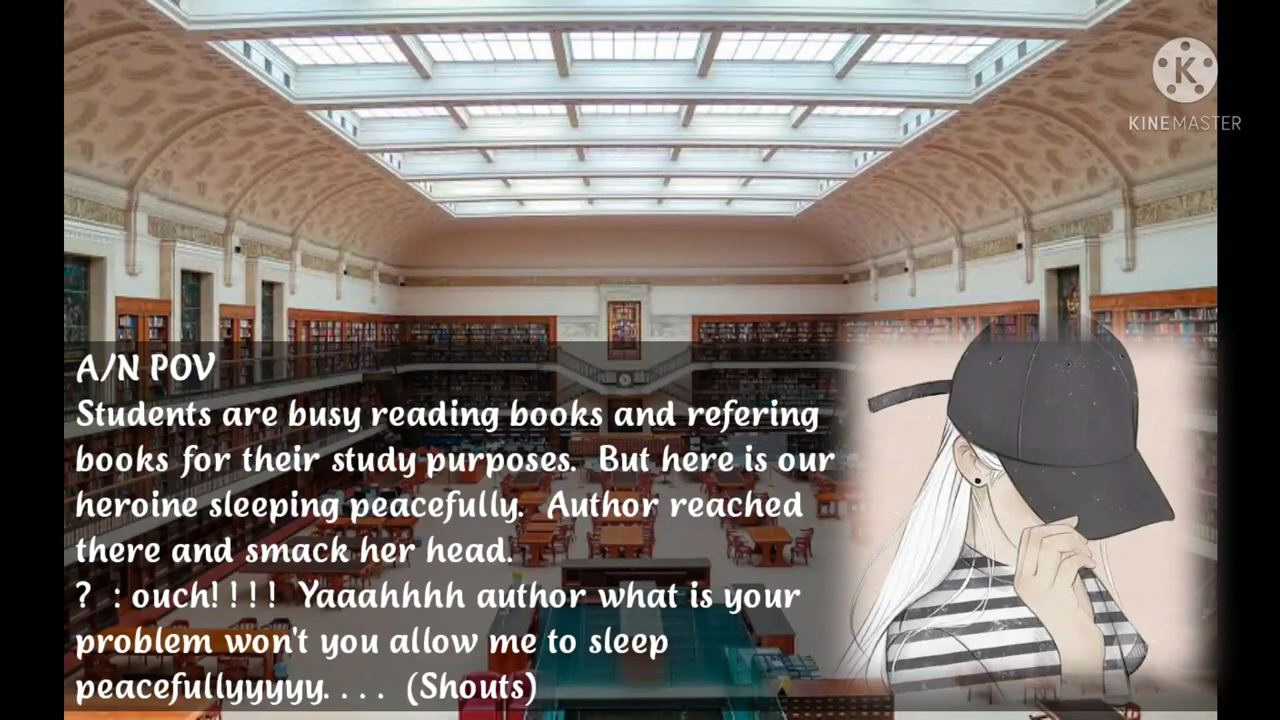 KINEMASTER
A/N POV
Students are busy reading books and refering
books for their study purposes. But here is our
heroine sleeping peacefully. Author reached
there and smack her head.
? : ouch! ! ! ! Yaaahhhh author what is your
problem won't you allow me to sleep
peacefullyyyyy. . . . (Shouts)